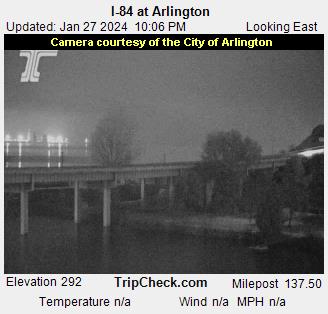 I-84 at Arlington
Updated: Jan 27 2024 10:06 PM Looking East
Camera courtesy of the City of Arlington
Elevation 292 TripCheck.com Milepost 137.50
Temperature n/a Wind n/a MPH n/a